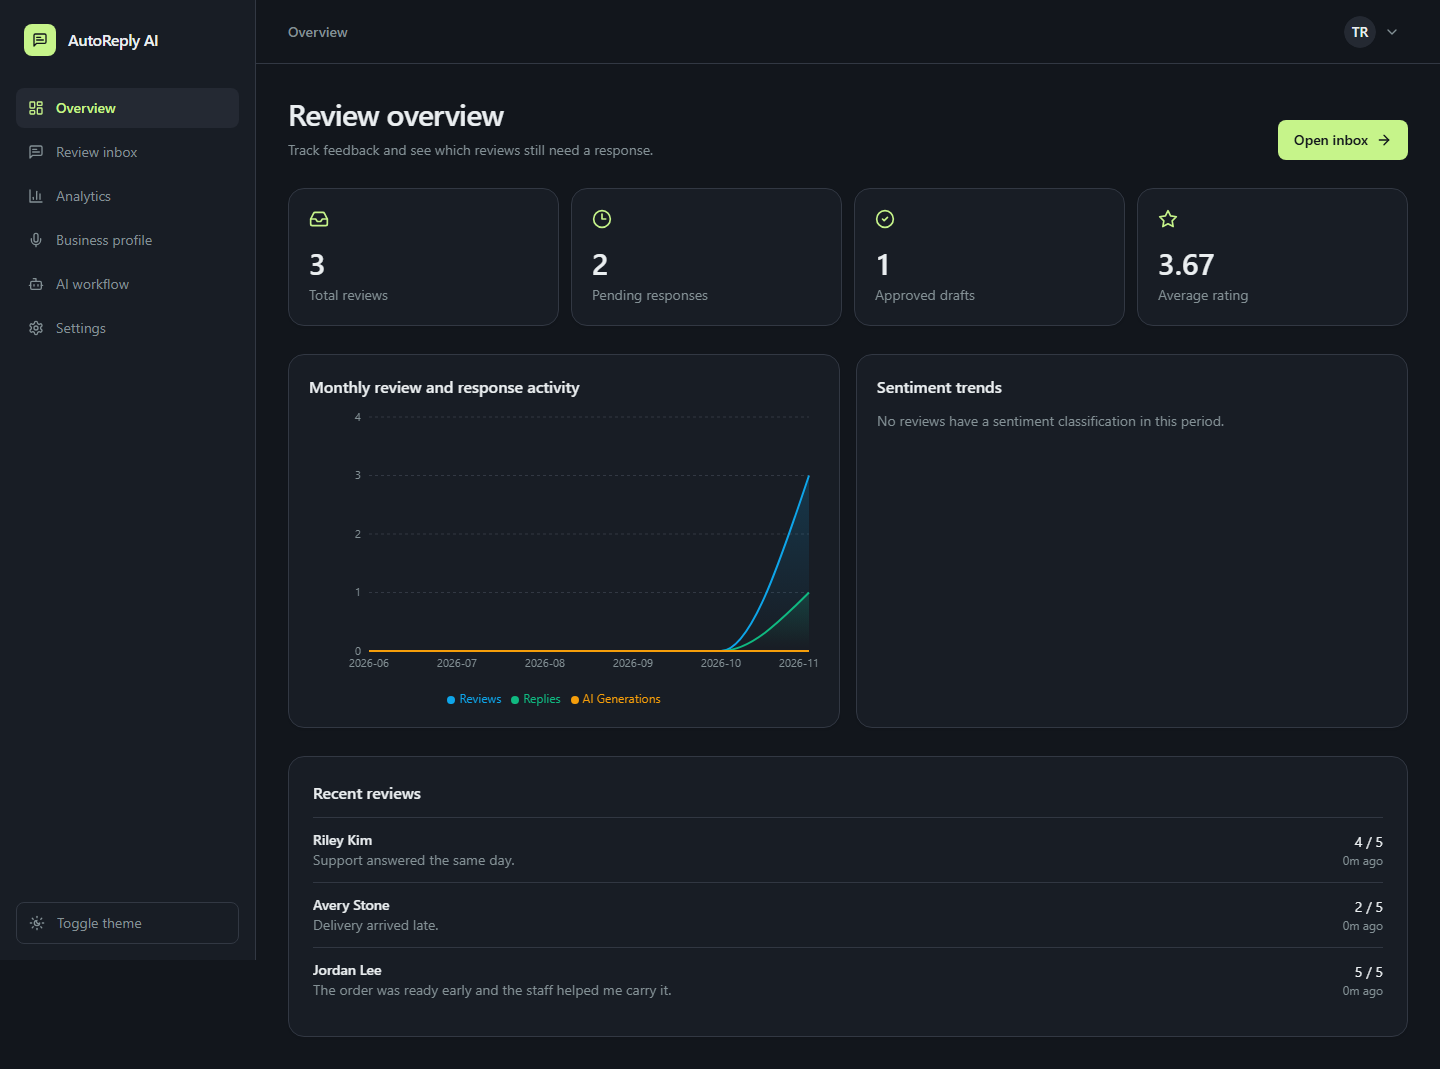 AutoReply AI
Overview
Review inbox
Analytics
Business profile
AI workflow
Settings
Toggle theme
Overview
TR
Review overview
Track feedback and see which reviews still need a response.
Open inbox
3
Total reviews
2
Pending responses
1
Approved drafts
3.67
Average rating
Monthly review and response activity
4
3
2
1
0
2026-06 2026-07 2026-08 2026-09 2026-10 2026-11
Reviews Replies AI Generations
Sentiment trends
No reviews have a sentiment classification in this period.
Recent reviews
Riley Kim
Support answered the same day.
4 / 5
0m ago
Avery Stone
Delivery arrived late.
2 / 5
0m ago
Jordan Lee
The order was ready early and the staff helped me carry it.
5 / 5
0m ago